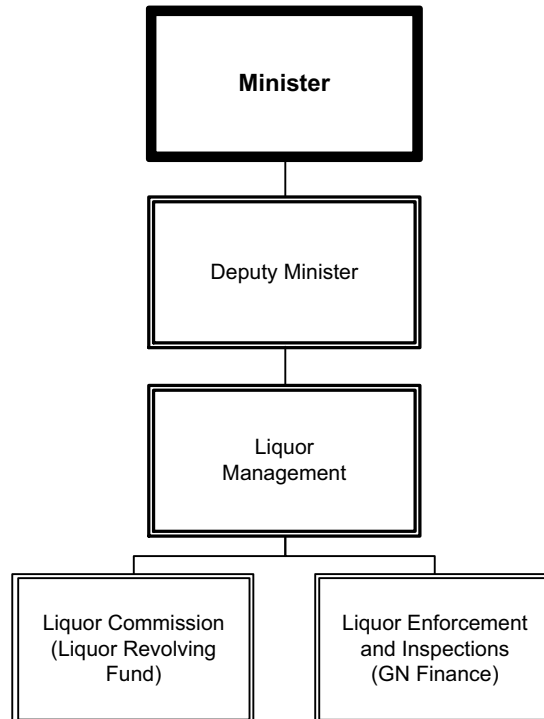 Minister
Deputy Minister
Liquor
Management
Liquor Commission
(Liquor Revolving
Fund)
Liquor Enforcement
and Inspections
(GN Finance)